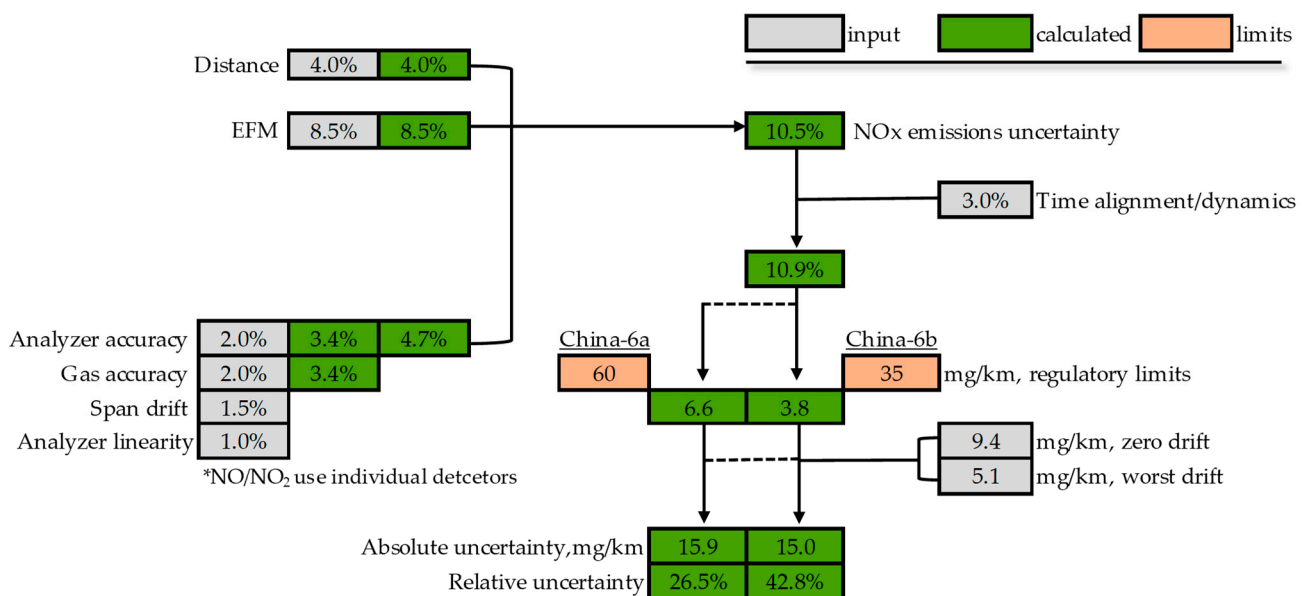 input calculated limits
Distance 4.0% 4.0%
EFM 8.5% 8.5% 10.5% NOx emissions uncertainty
3.0% Time alignment/dynamics
10.9%
Analyzer accuracy 2.0% 3.4% 4.7% China-6a China-6b
Gas accuracy 2.0% 3.4% 60 35 mg/km, regulatory limits
Span drift 1.5% 6.6 3.8
Analyzer linearity 1.0% 9.4 mg/km, zero drift
*NO/NO₂ use individual detcetors 5.1 mg/km, worst drift
Absolute uncertainty,mg/km 15.9 15.0
Relative uncertainty 26.5% 42.8%